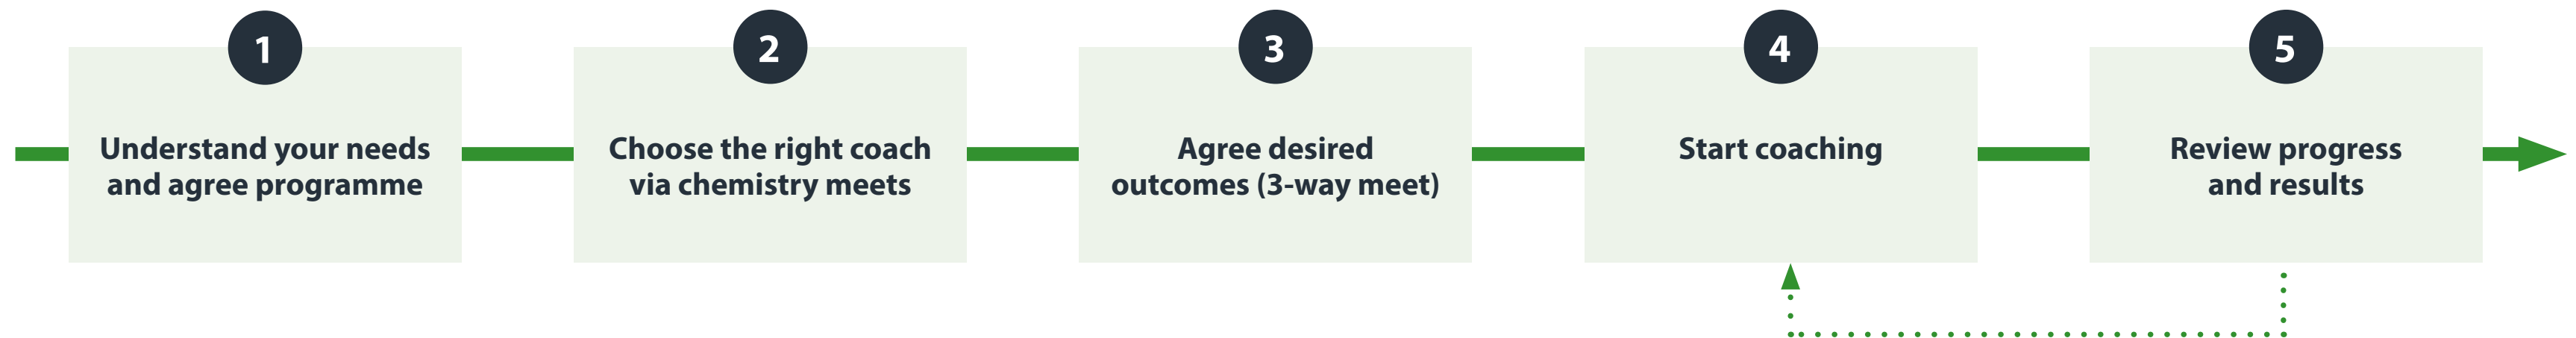 1
Understand your needs
and agree programme
2
Choose the right coach
via chemistry meets
3
Agree desired
outcomes (3-way meet)
4
Start coaching
5
Review progress
and results